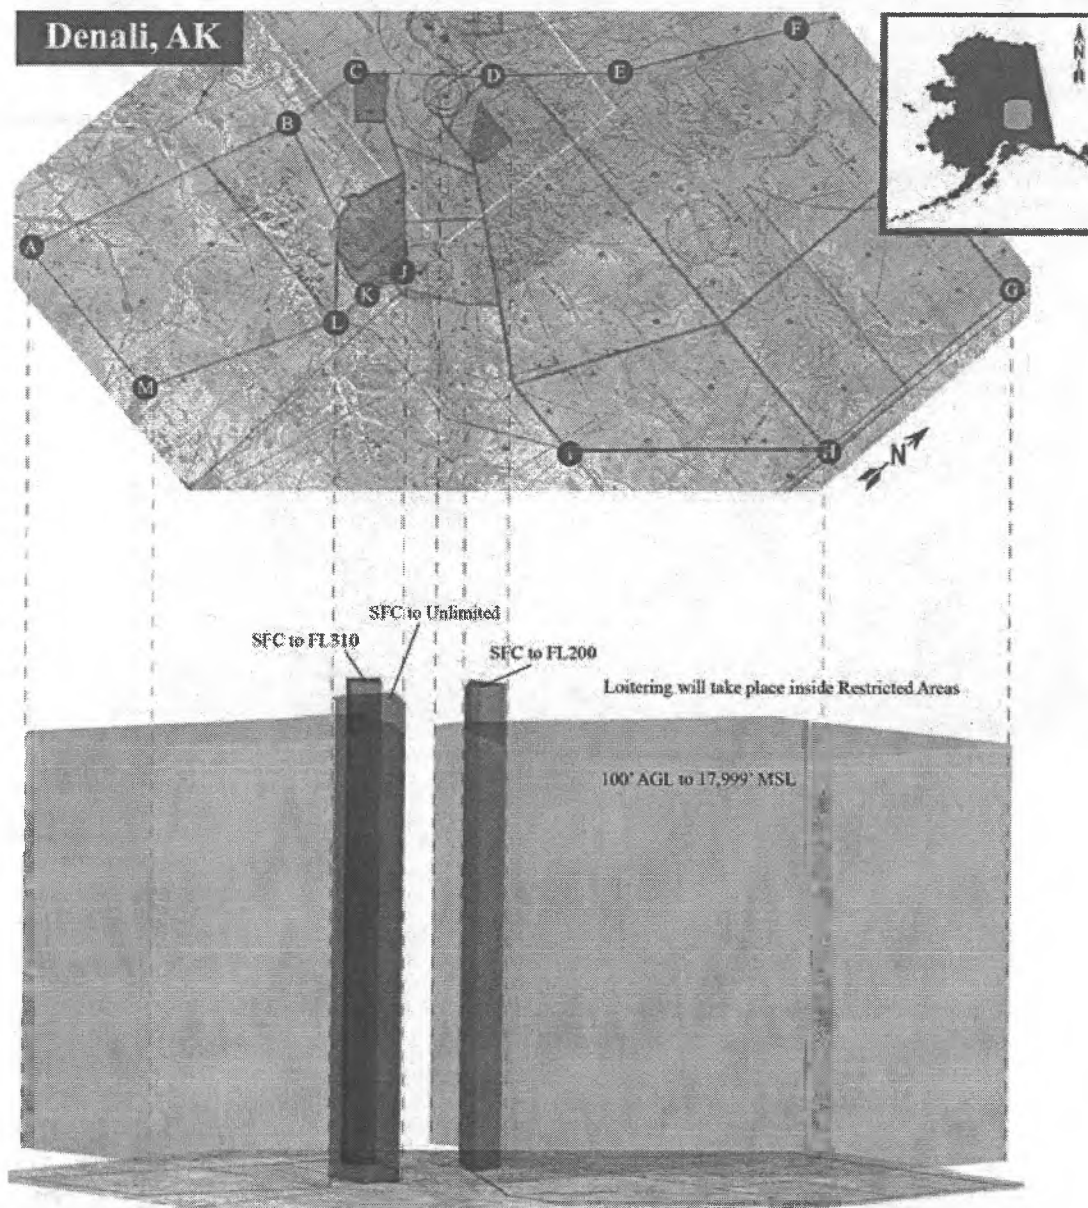 Denali, AK
F
C
D
E
B
A
J
K
L
G
M
H
N
N
SFC to Unlimited
SFC to FL310
SFC to FL200
Loitering will take place inside Restricted Areas
100' AGL to 17,999' MSL